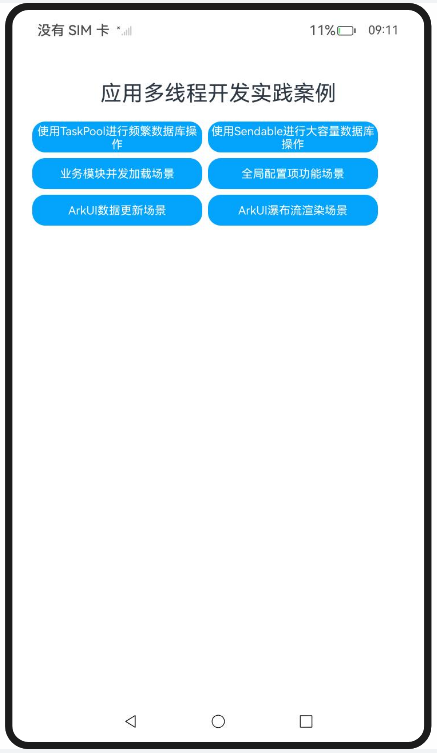 没有 SIM 卡
11%
09:11
应用多线程开发实践案例
使用TaskPool进行频繁数据库操
作
使用Sendable进行大容量数据库
操作
业务模块并发加载场景
全局配置项功能场景
ArkUI数据更新场景
ArkUI瀑布流渲染场景